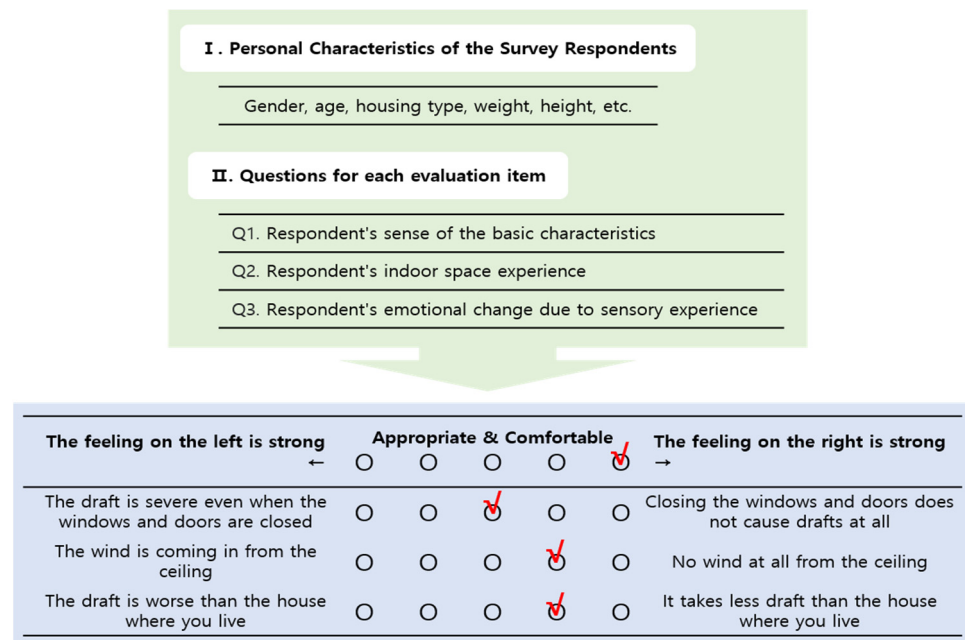 I. Personal Characteristics of the Survey Respondents
Gender, age, housing type, weight, height, etc.
II. Questions for each evaluation item
Q1. Respondent's sense of the basic characteristics
Q2. Respondent's indoor space experience
Q3. Respondent's emotional change due to sensory experience
The feeling on the left is strong
←
Appropriate & Comfortable
The feeling on the right is strong
→
The draft is severe even when the
windows and doors are closed
Closing the windows and doors does
not cause drafts at all
The wind is coming in from the
ceiling
No wind at all from the ceiling
The draft is worse than the house
where you live
It takes less draft than the house
where you live